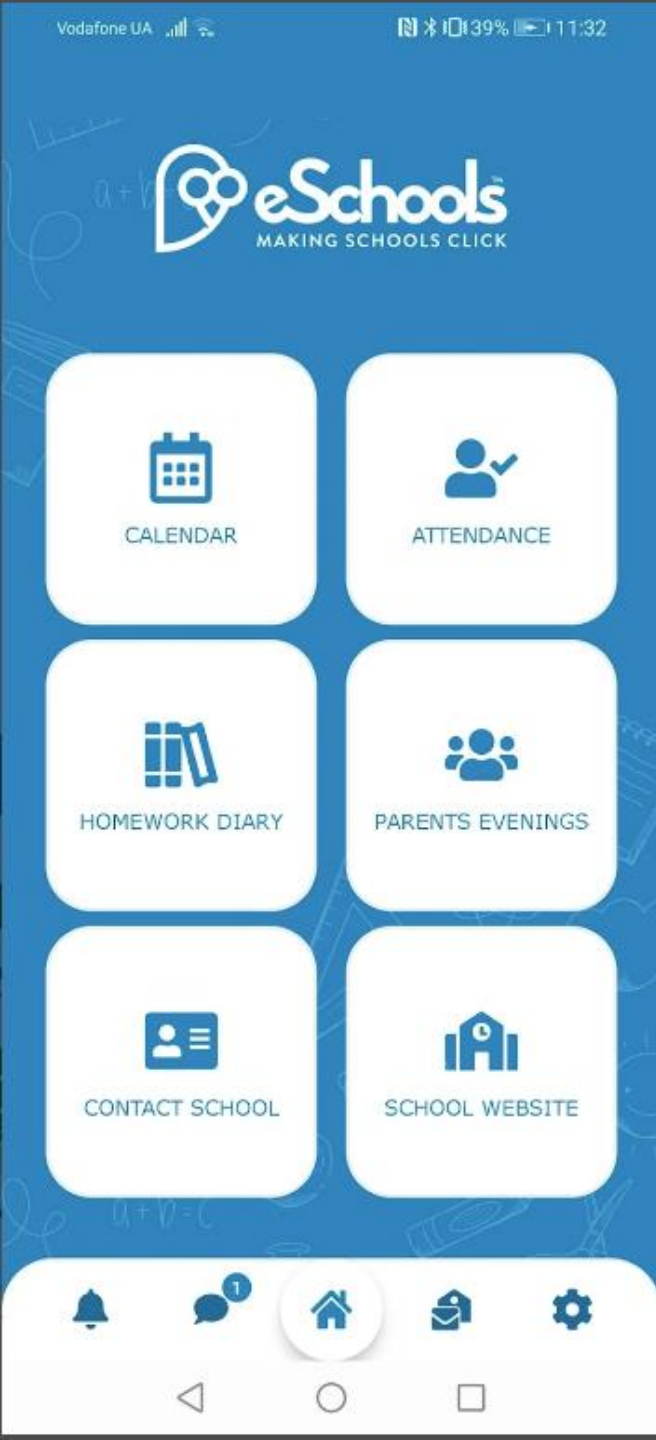 Vodafone UA 39% 11:32
a+b
eSchools™
MAKING SCHOOLS CLICK
CALENDAR
ATTENDANCE
HOMEWORK DIARY
PARENTS EVENINGS
CONTACT SCHOOL
SCHOOL WEBSITE
a+b=c
1